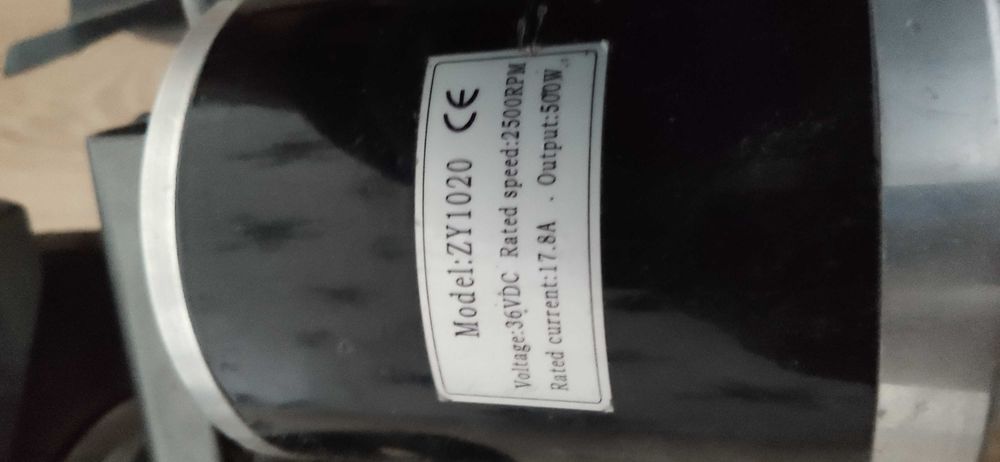 Model:ZY1020 CE
Voltage:36VDC Rated speed:2500RPM
Rated current:17.8A . Output:500W